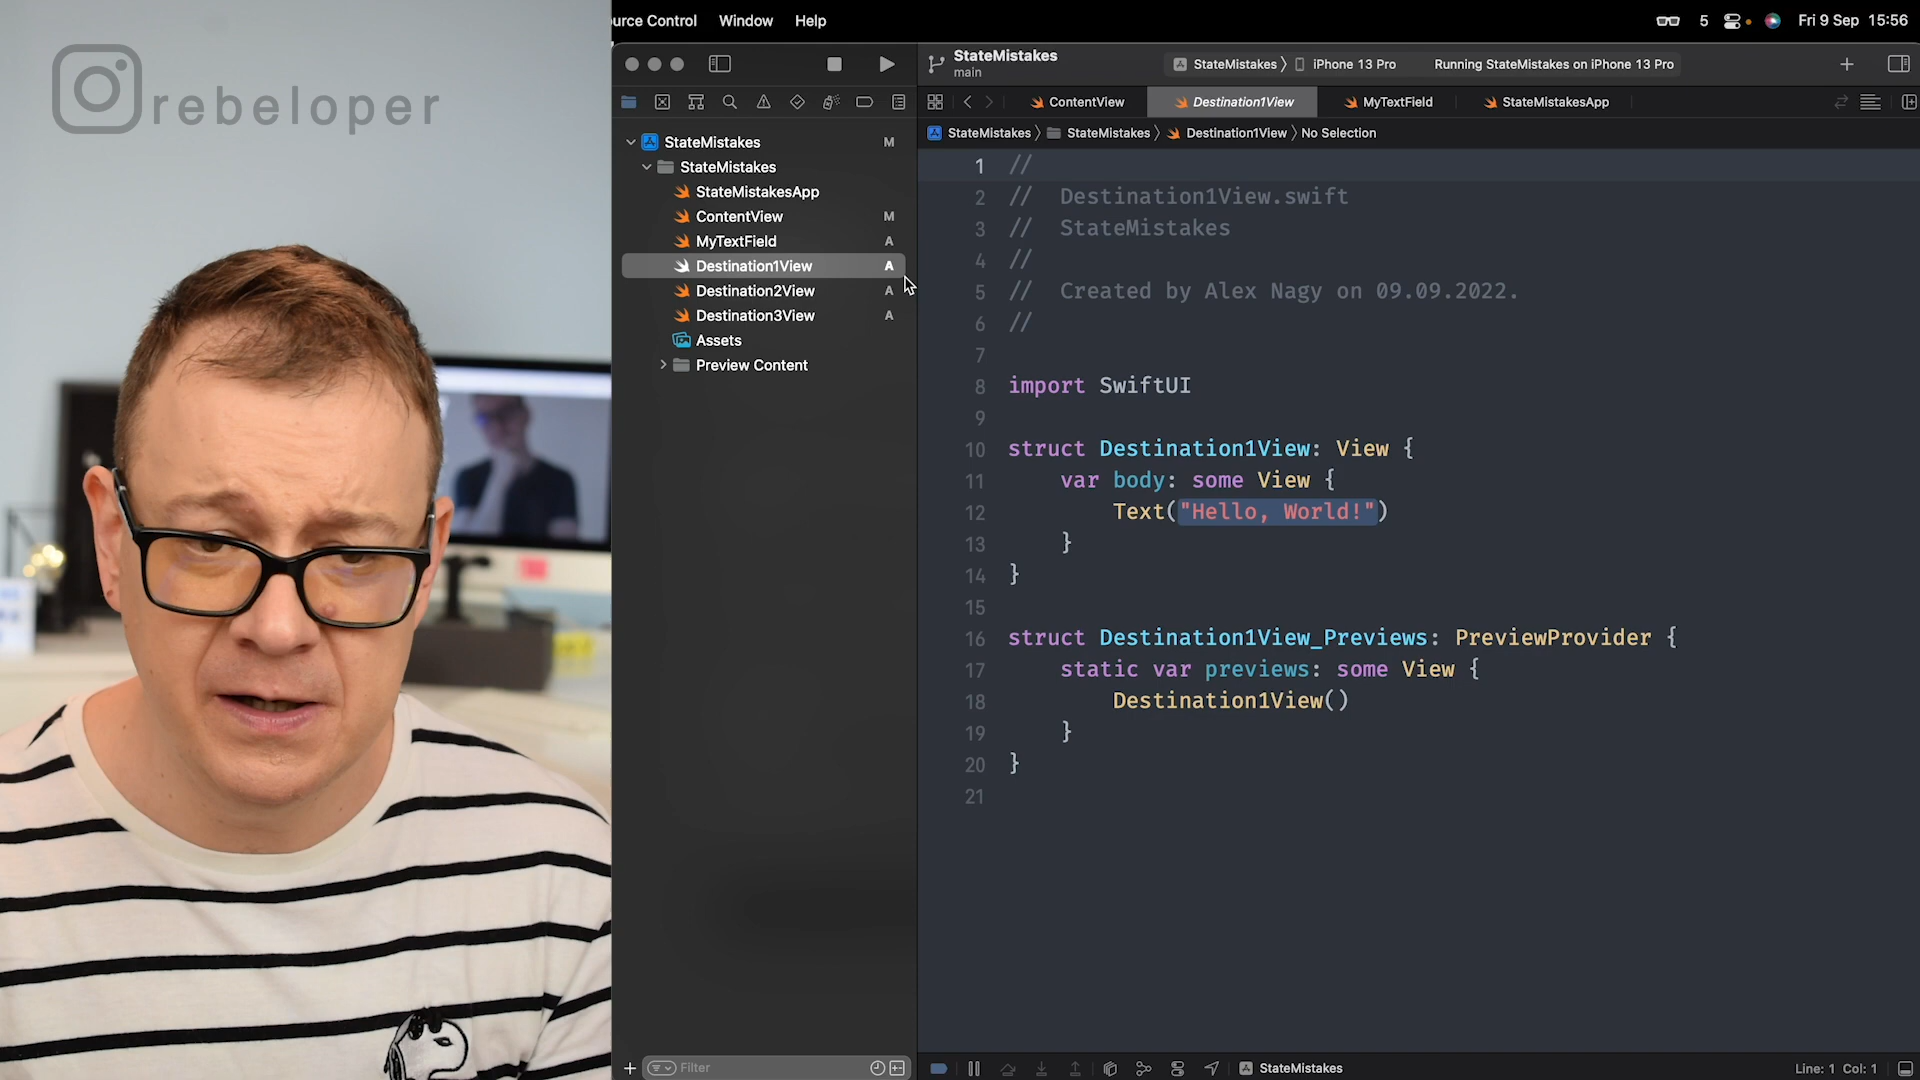 rebeloper
urce Control Window Help
5 Fri 9 Sep 15:56
StateMistakes
main
StateMistakes iPhone 13 Pro Running StateMistakes on iPhone 13 Pro
ContentView Destination1View MyTextField StateMistakesApp
StateMistakes StateMistakes Destination1View No Selection
StateMistakes M
StateMistakes
StateMistakesApp
ContentView M
MyTextField A
Destination1View A
Destination2View A
Destination3View A
Assets
Preview Content
Filter
1 //
2 // Destination1View.swift
3 // StateMistakes
4 //
5 // Created by Alex Nagy on 09.09.2022.
6 //
7
8 import SwiftUI
9
10 struct Destination1View: View {
11 var body: some View {
12 Text("Hello, World!")
13 }
14 }
15
16 struct Destination1View_Previews: PreviewProvider {
17 static var previews: some View {
18 Destination1View()
19 }
20 }
21
StateMistakes
Line: 1 Col: 1